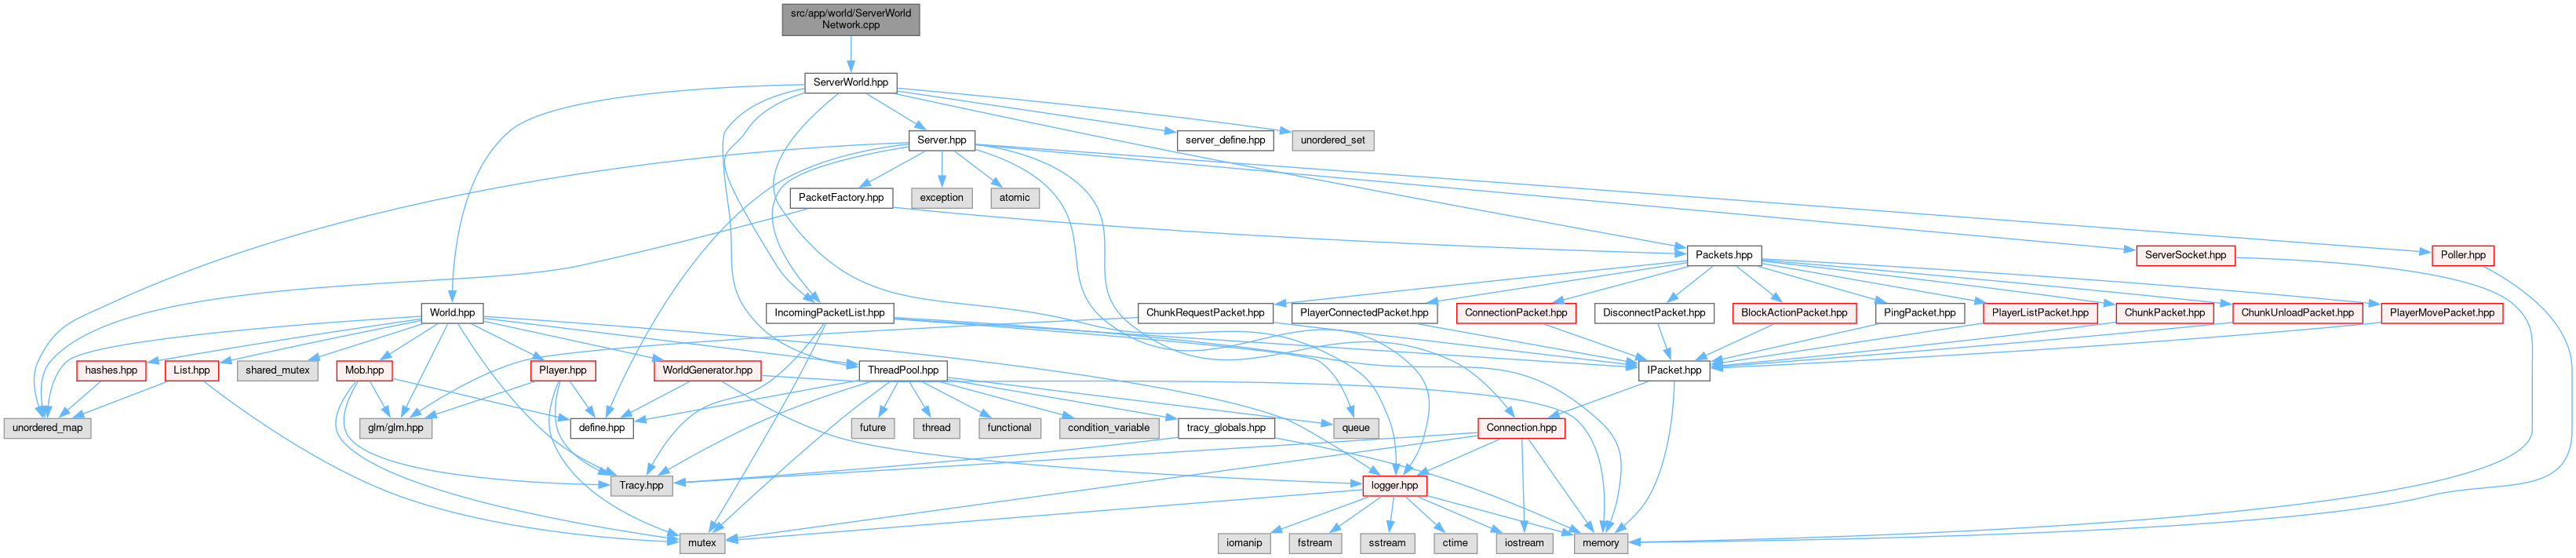 src/app/world/ServerWorld
Network.cpp
ServerWorld.hpp
Server.hpp
server_define.hpp
unordered_set
PacketFactory.hpp
exception
atomic
Packets.hpp
ServerSocket.hpp
Poller.hpp
World.hpp
IncomingPacketList.hpp
ChunkRequestPacket.hpp
PlayerConnectedPacket.hpp
ConnectionPacket.hpp
DisconnectPacket.hpp
BlockActionPacket.hpp
PingPacket.hpp
PlayerListPacket.hpp
ChunkPacket.hpp
ChunkUnloadPacket.hpp
PlayerMovePacket.hpp
hashes.hpp
List.hpp
shared_mutex
Mob.hpp
Player.hpp
WorldGenerator.hpp
ThreadPool.hpp
IPacket.hpp
unordered_map
glm/glm.hpp
define.hpp
future
thread
functional
condition_variable
tracy_globals.hpp
queue
Connection.hpp
Tracy.hpp
logger.hpp
mutex
iomanip
fstream
sstream
ctime
iostream
memory